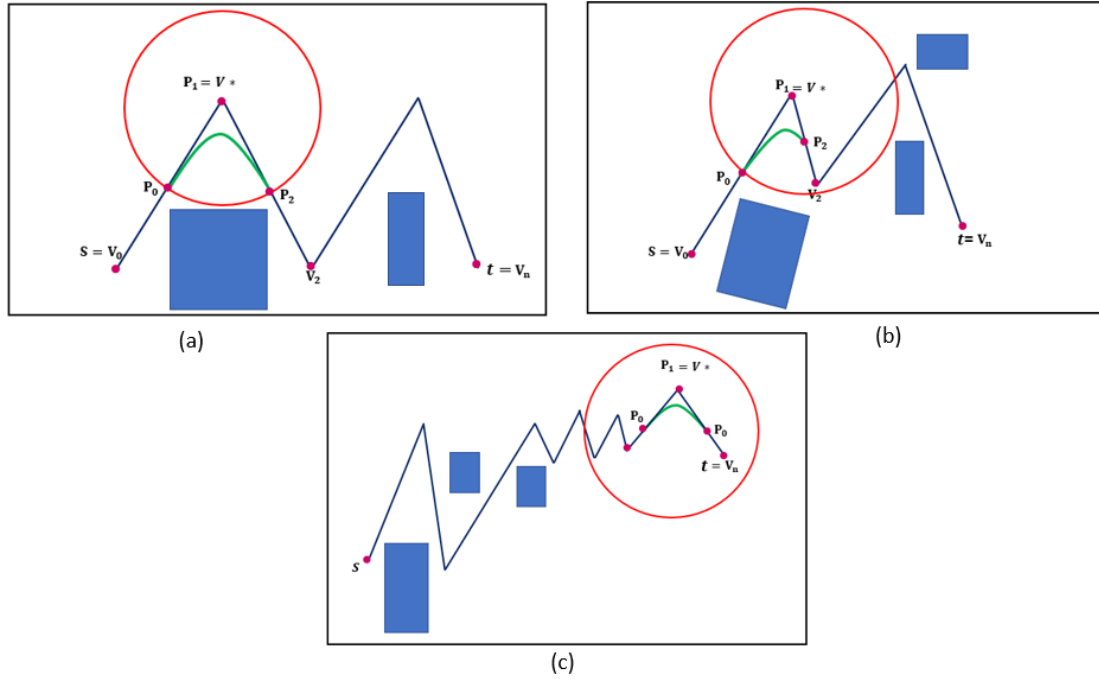 P₁ = V *
P₀
P₂
S = V₀
V₂
t = Vₙ
(a)
P₁ = V *
P₂
P₀
V₂
S = V₀
t = Vₙ
(b)
P₁ = V *
P₀
P₀
t = Vₙ
S
(c)